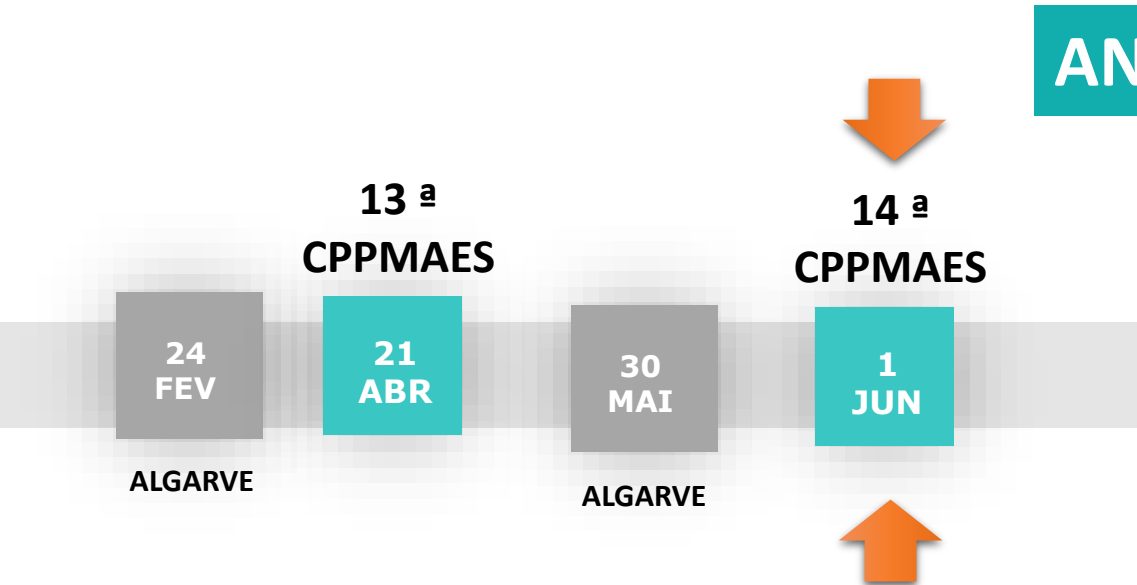 AN
13 ª
CPPMAES
14 ª
CPPMAES
24
FEV
21
ABR
30
MAI
1
JUN
ALGARVE
ALGARVE